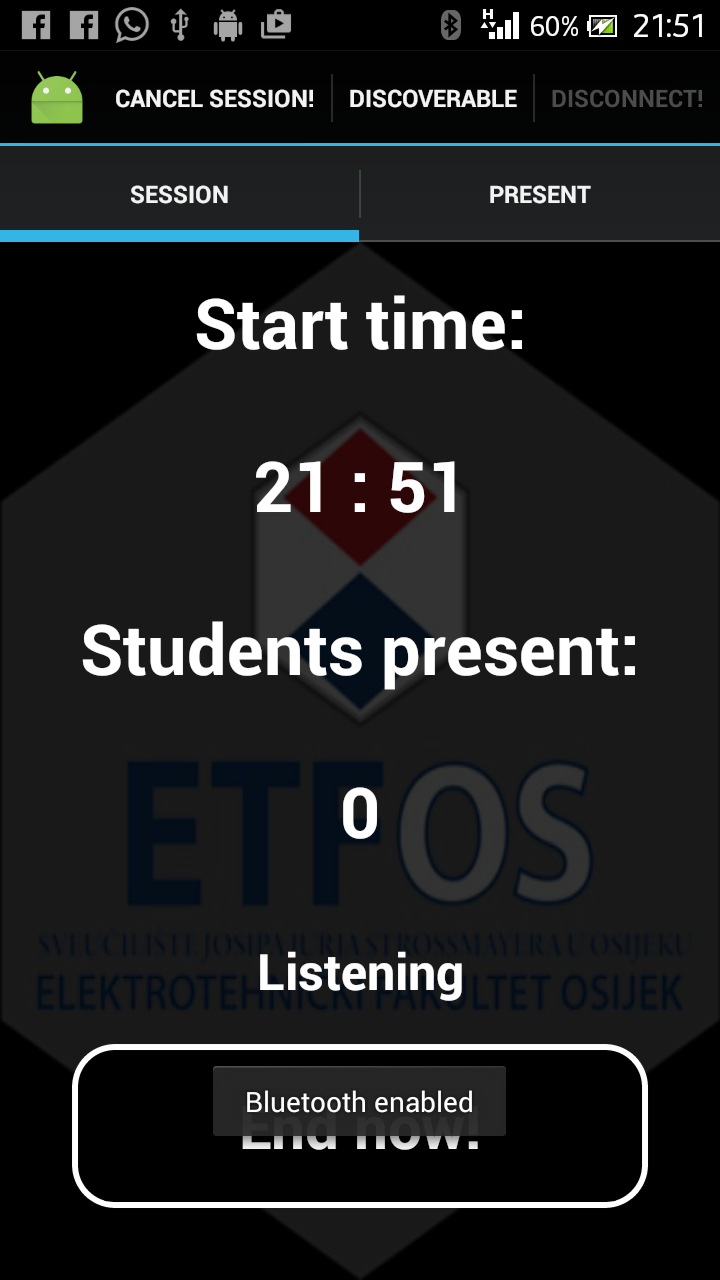 H
60% 21:51
CANCEL SESSION! DISCOVERABLE DISCONNECT!
SESSION PRESENT
Start time:
21 : 51
Students present:
0
ETFOS
SVEUČILIŠTE JOSIPA JURJA STROSSMAYERA U OSIJEKU
Listening
ELEKTROTEHNIČKI FAKULTET OSIJEK
Bluetooth enabled
End now!